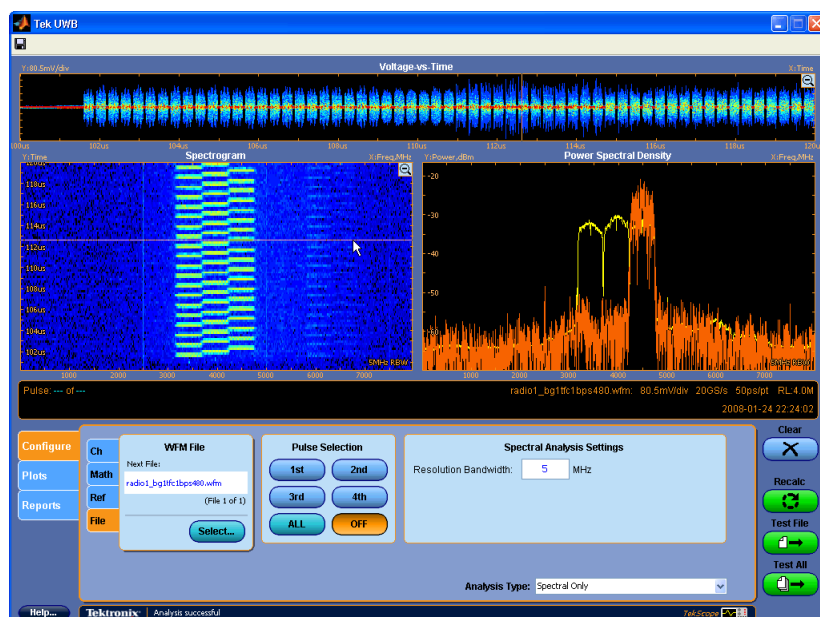 Tek UWB
Y:80.5mV/div
Voltage-vs-Time
X:Time
100us 102us 104us 106us 108us 110us 112us 114us 116us 118us 120us
Y:Time
Spectrogram
X:Freq,MHz
118us
116us
114us
112us
110us
108us
106us
104us
102us
5MHz RBW
1000 2000 3000 4000 5000 6000 7000
Y:Power,dBm
Power Spectral Density
X:Freq,MHz
-20
-30
-40
-50
-60
5MHz RBW
1000 2000 3000 4000 5000 6000 7000
Pulse: --- of ---
radio1_bg1tfc1bps480.wfm: 80.5mV/div 20GS/s 50ps/pt RL:4.0M
2008-01-24 22:24:02
Configure
Plots
Reports
Ch
Math
Ref
File
WFM File
Next File:
radio1_bg1tfc1bps480.wfm
(File 1 of 1)
Select...
Pulse Selection
1st
2nd
3rd
4th
ALL
OFF
Spectral Analysis Settings
Resolution Bandwidth: 5 MHz
Analysis Type: Spectral Only
Clear
Recalc
Test File
Test All
Help...
Tektronix
Analysis successful
TekScope